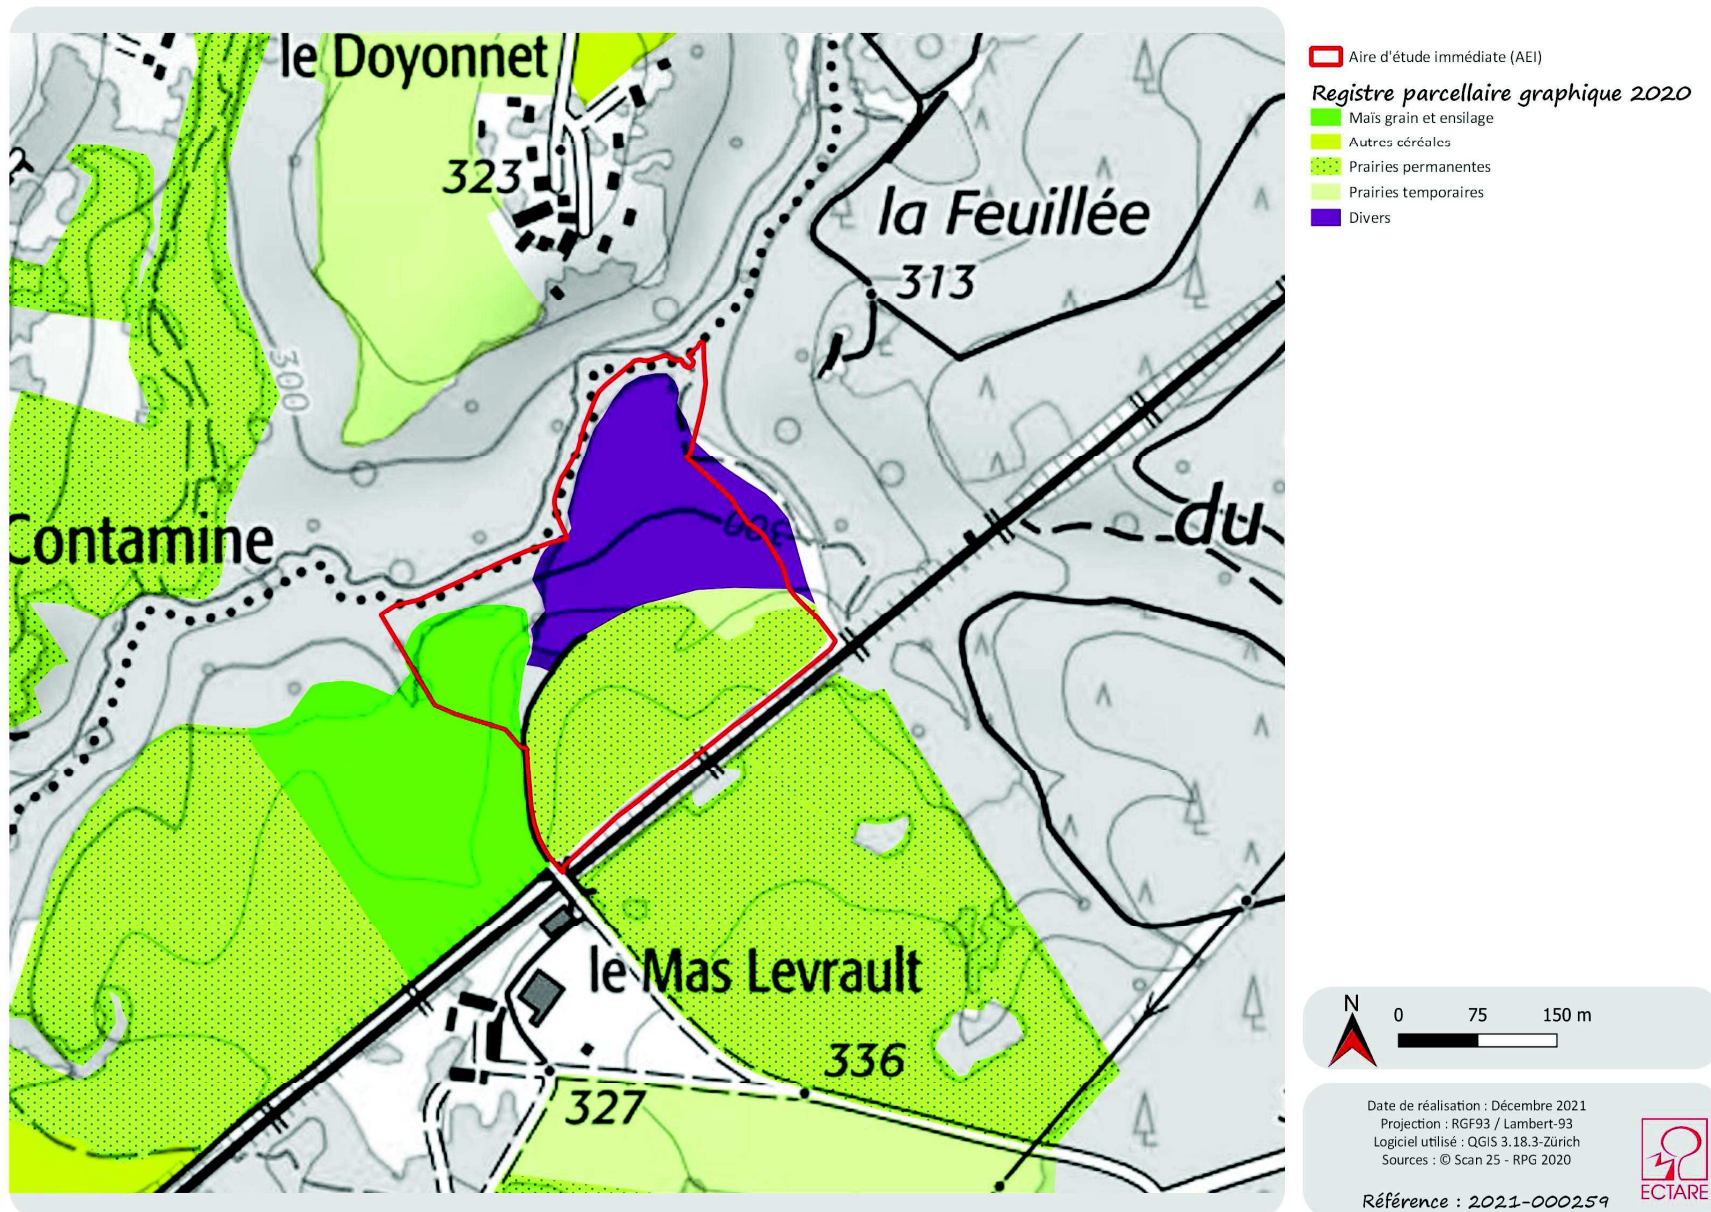 le Doyonnet
323
la Feuillée
313
300
300
Contamine
du
le Mas Levrault
336
327
Aire d'étude immédiate (AEI)
Registre parcellaire graphique 2020
Maïs grain et ensilage
Autres céréales
Prairies permanentes
Prairies temporaires
Divers
N
0 75 150 m
Date de réalisation : Décembre 2021
Projection : RGF93 / Lambert-93
Logiciel utilisé : QGIS 3.18.3-Zürich
Sources : © Scan 25 - RPG 2020
Référence : 2021-000259
ECTARE